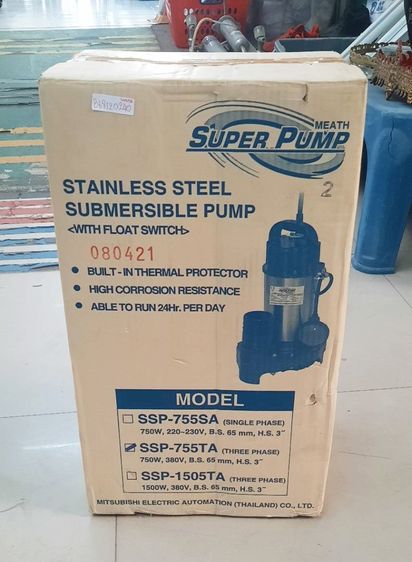 MEATH
SUPER PUMP
2
STAINLESS STEEL
SUBMERSIBLE PUMP
<WITH FLOAT SWITCH>
080421
• BUILT - IN THERMAL PROTECTOR
• HIGH CORROSION RESISTANCE
• ABLE TO RUN 24Hr. PER DAY
MODEL
SSP-755SA (SINGLE PHASE)
750W, 220~230V, B.S. 65 mm, H.S. 3"
SSP-755TA (THREE PHASE)
750W, 380V, B.S. 65 mm, H.S. 3"
SSP-1505TA (THREE PHASE)
1500W, 380V, B.S. 65 mm, H.S. 3"
MITSUBISHI ELECTRIC AUTOMATION (THAILAND) CO., LTD.